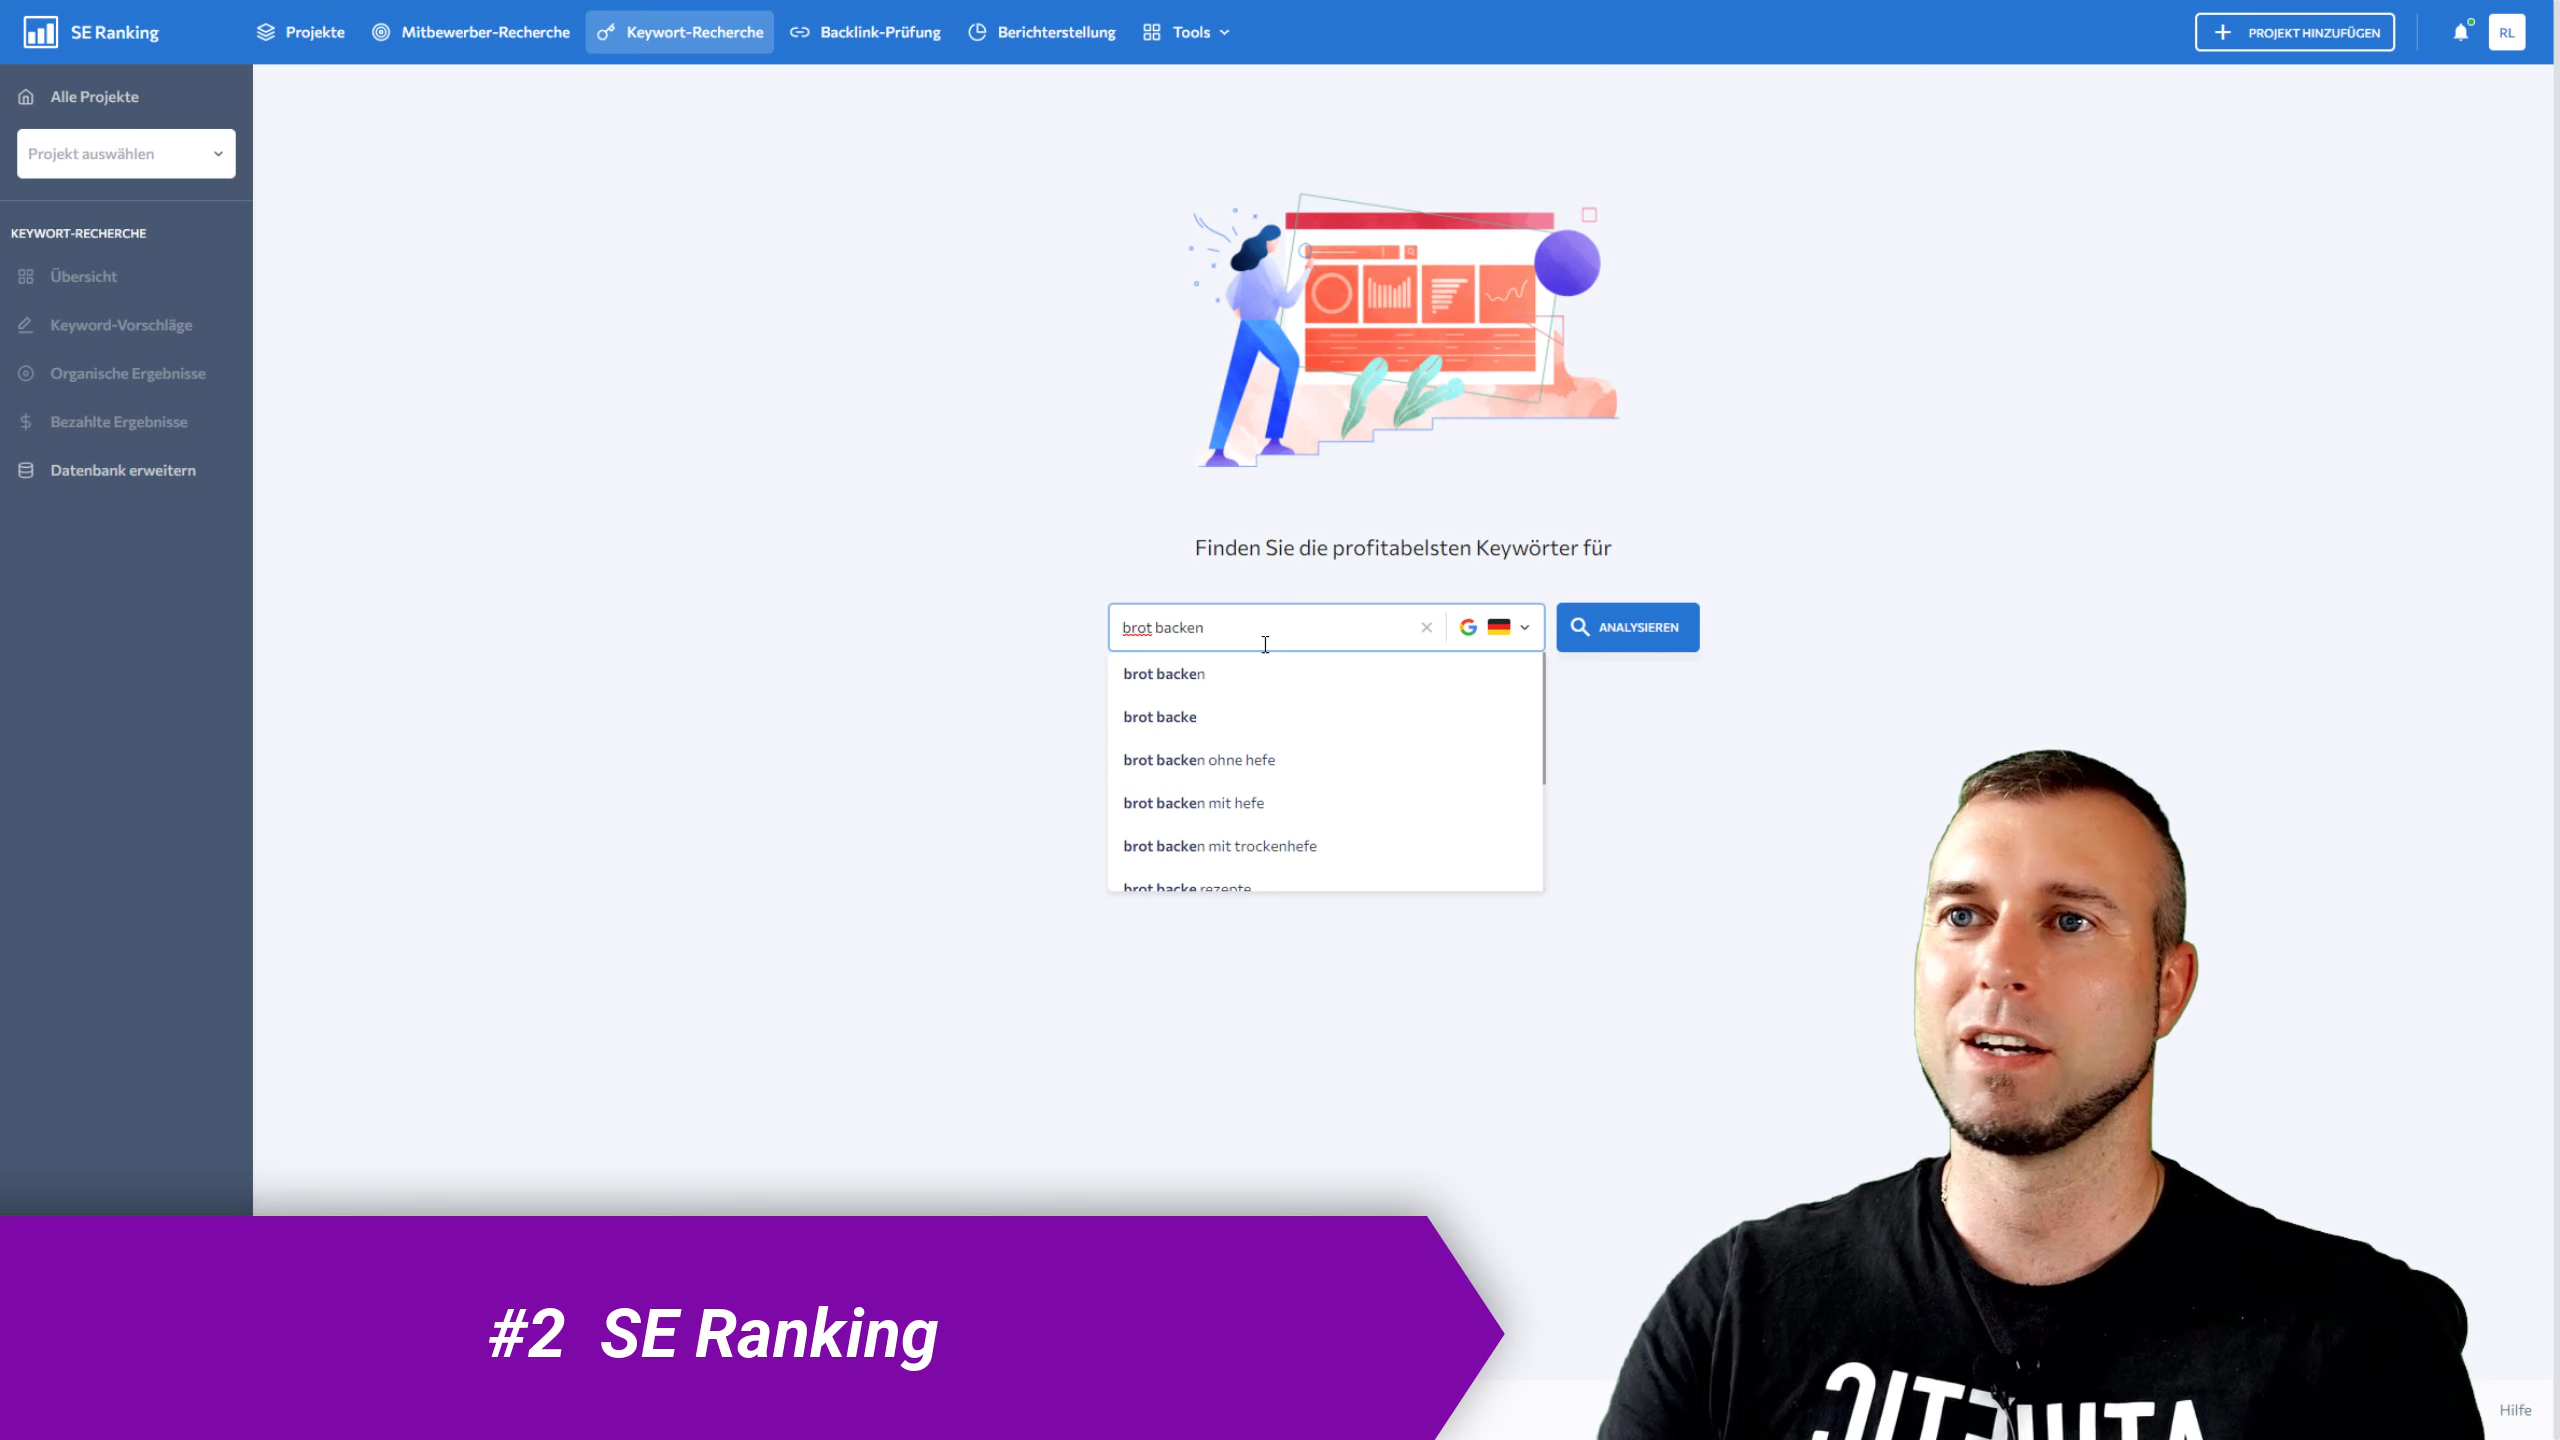 SE Ranking
Projekte
Mitbewerber-Recherche
Keywort-Recherche
Backlink-Prüfung
Berichterstellung
Tools
PROJEKT HINZUFÜGEN
RL
Alle Projekte
Projekt auswählen
KEYWORT-RECHERCHE
Übersicht
Keyword-Vorschläge
Organische Ergebnisse
Bezahlte Ergebnisse
Datenbank erweitern
Finden Sie die profitabelsten Keywörter für
brot backen
ANALYSIEREN
brot backen
brot backe
brot backen ohne hefe
brot backen mit hefe
brot backen mit trockenhefe
brot backe rezepte
#2 SE Ranking
Hilfe